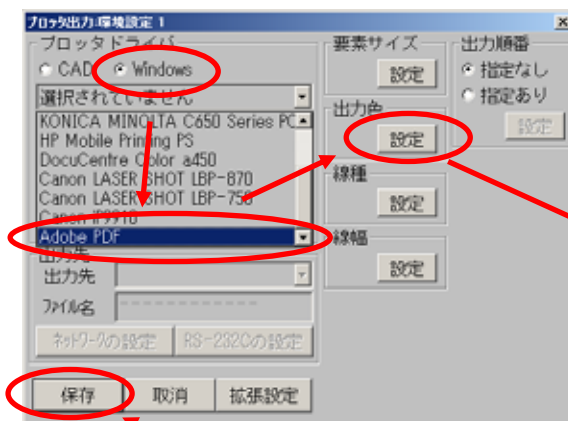 プロッタ出力:環境設定 1
プロッタドライバ
CAD Windows
選択されていません
KONICA MINOLTA C650 Series PC
HP Mobile Printing PS
DocuCentre Color a450
Canon LASER SHOT LBP-870
Canon LASER SHOT LBP-750
Canon iP9910
Adobe PDF
出力先
出力先
ファイル名
ネットワークの設定 RS-232Cの設定
保存 取消 拡張設定
要素サイズ
設定
出力色
設定
線種
設定
線幅
設定
出力順番
指定なし
指定あり
設定